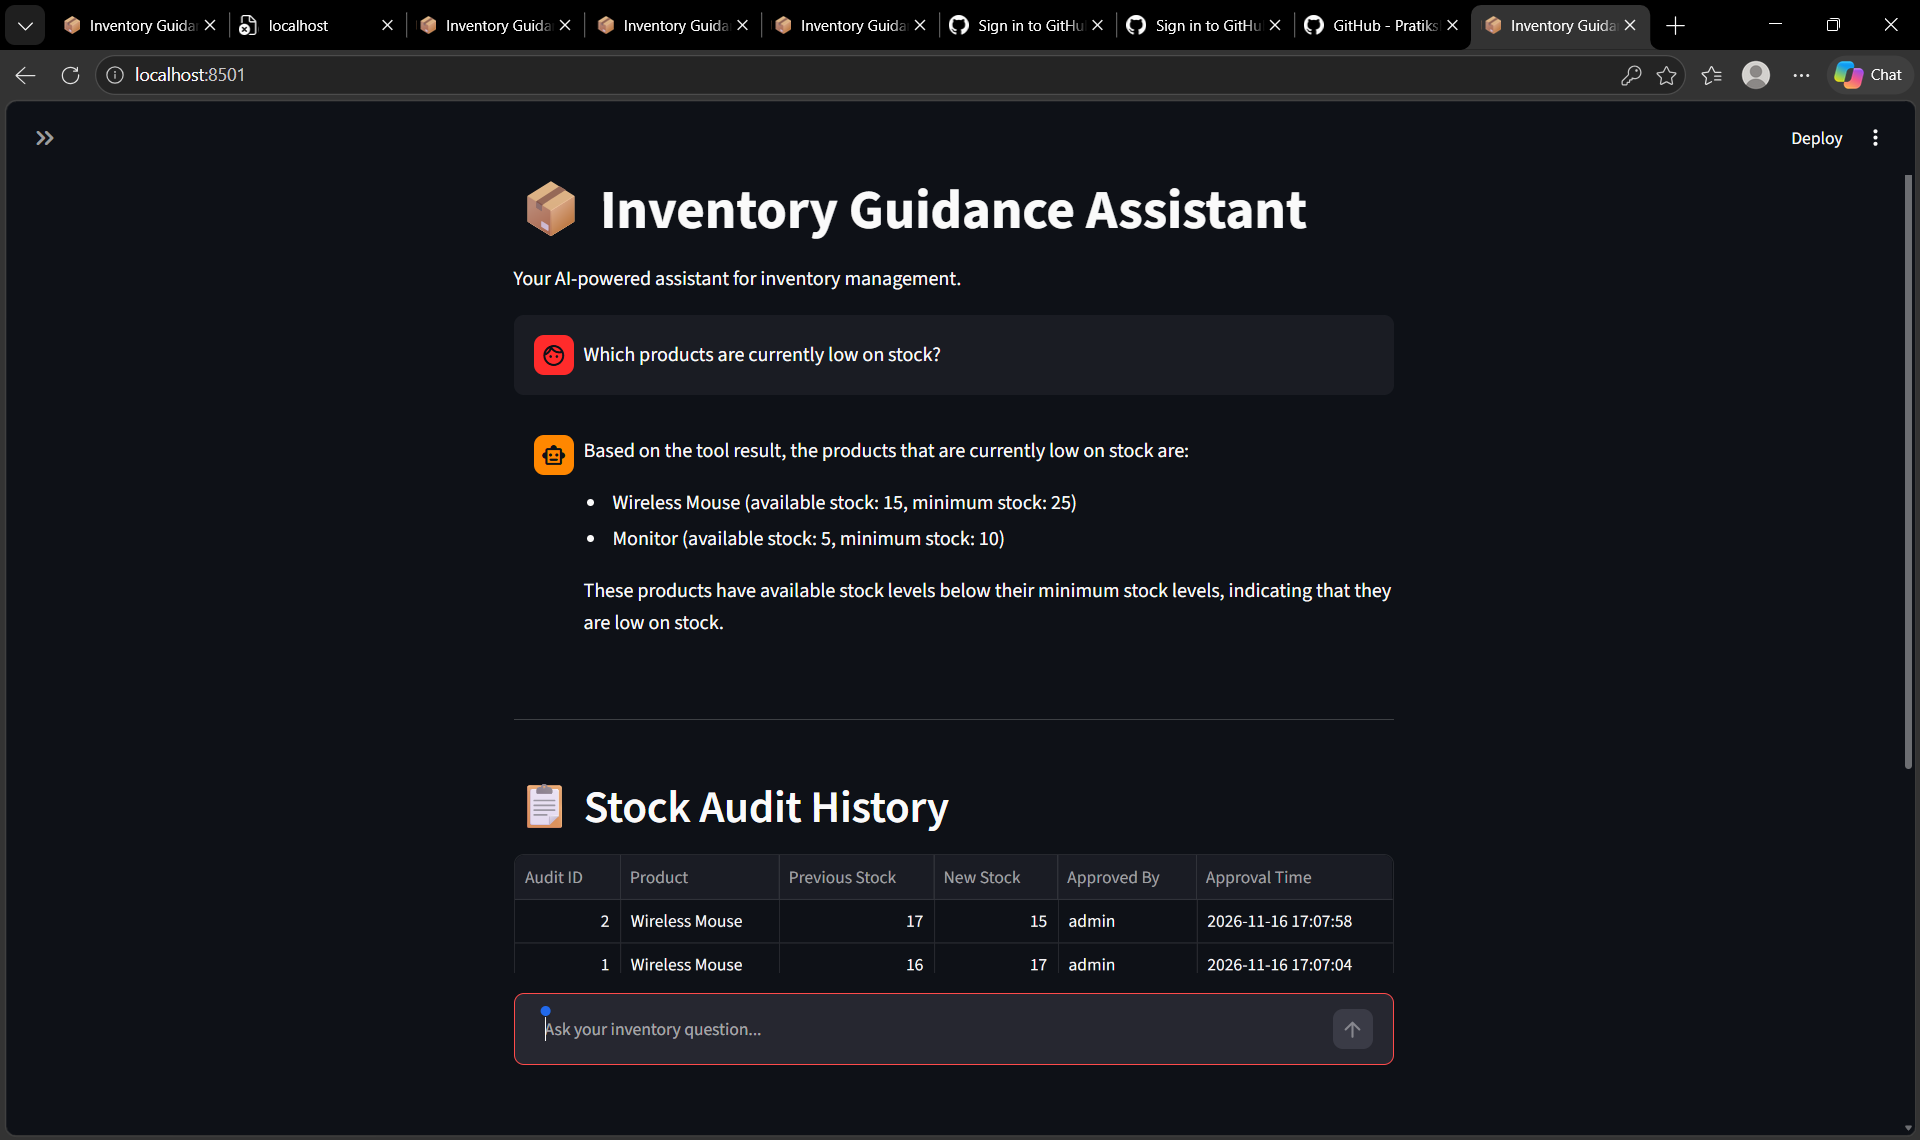 Inventory Guida
localhost
Inventory Guida
Inventory Guida
Inventory Guida
Sign in to GitHu
Sign in to GitHu
GitHub - Pratiks
Inventory Guida
localhost:8501
Chat
Deploy
Inventory Guidance Assistant
Your AI-powered assistant for inventory management.
Which products are currently low on stock?
Based on the tool result, the products that are currently low on stock are:
• Wireless Mouse (available stock: 15, minimum stock: 25)
• Monitor (available stock: 5, minimum stock: 10)
These products have available stock levels below their minimum stock levels, indicating that they
are low on stock.
Stock Audit History
Audit ID Product Previous Stock New Stock Approved By Approval Time
2 Wireless Mouse 17 15 admin 2026-11-16 17:07:58
1 Wireless Mouse 16 17 admin 2026-11-16 17:07:04
Ask your inventory question...